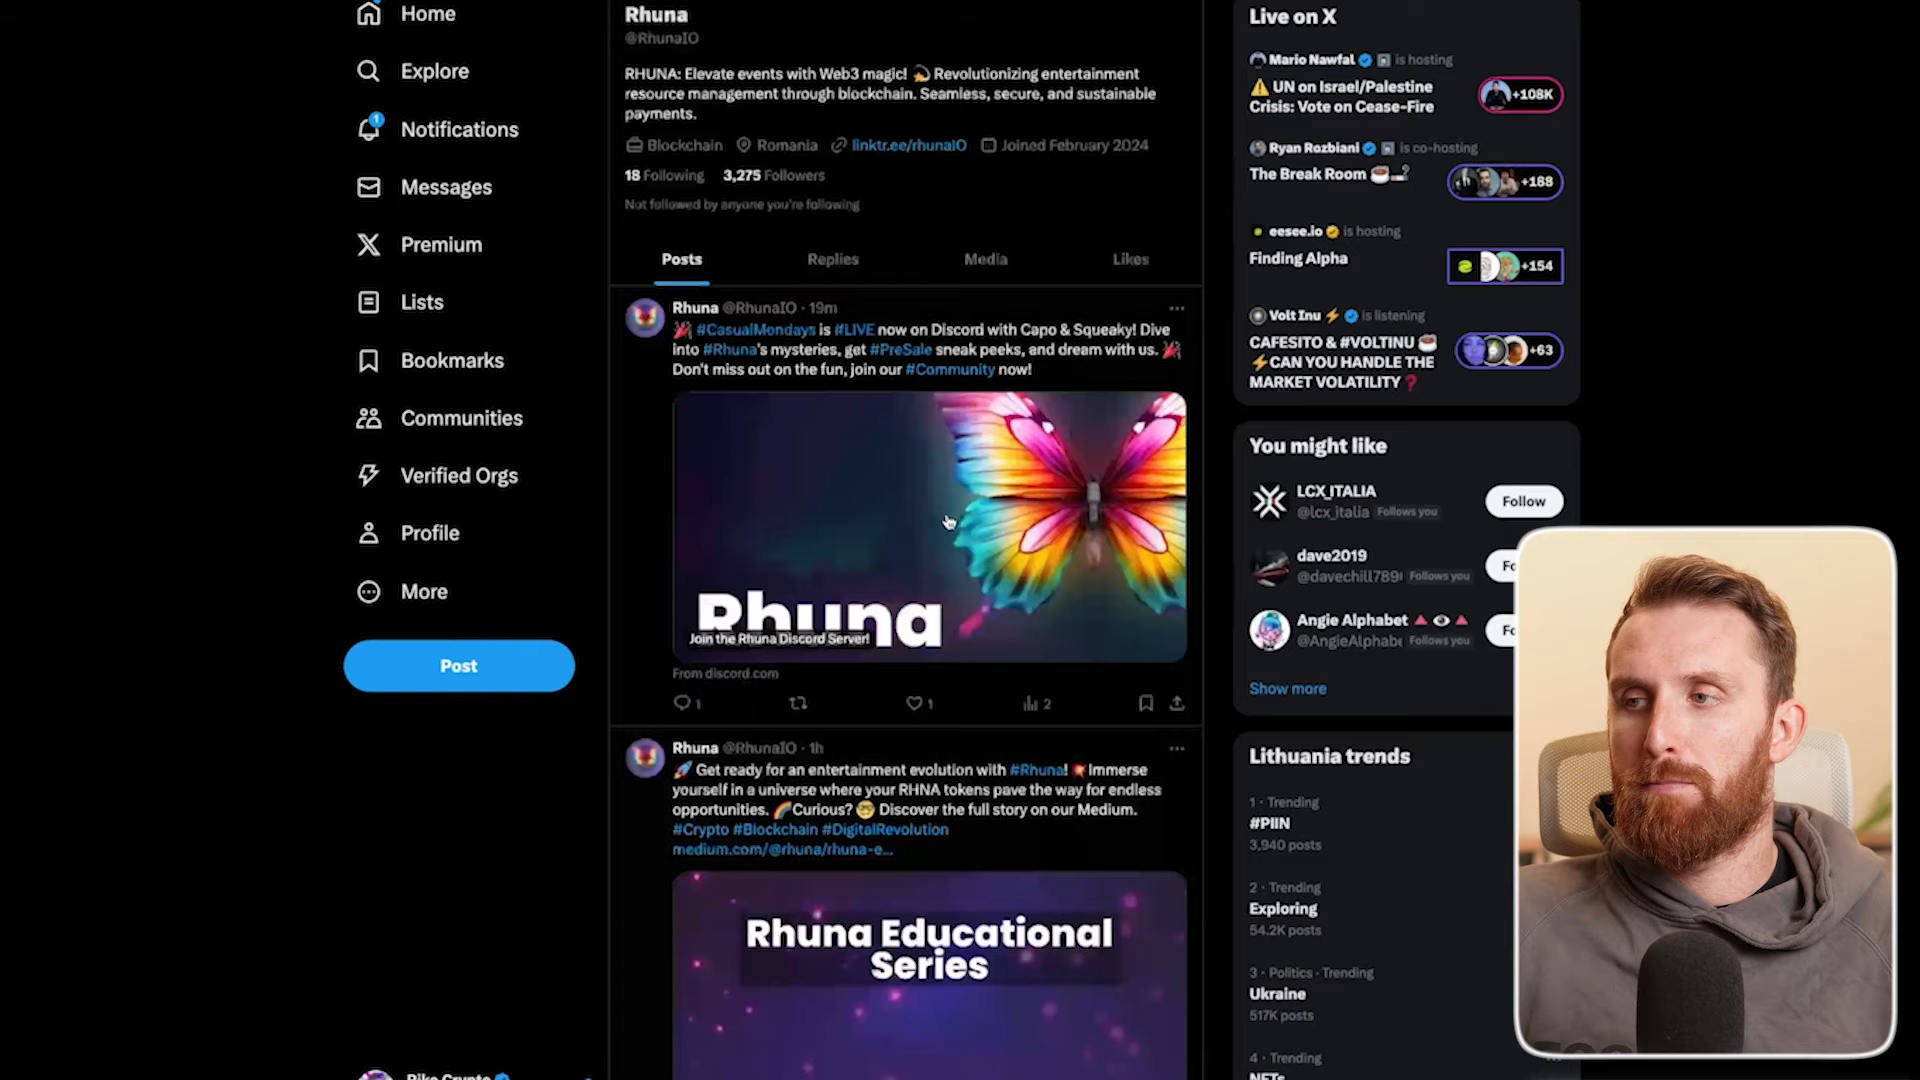 Home
Explore
1
Notifications
Messages
Premium
Lists
Bookmarks
Communities
Verified Orgs
Profile
More
Post
Rhuna
@RhunaIO
RHUNA: Elevate events with Web3 magic! 💫 Revolutionizing entertainment
resource management through blockchain. Seamless, secure, and sustainable
payments.
Blockchain Romania linktr.ee/rhunaIO Joined February 2024
18 Following 3,275 Followers
Not followed by anyone you're following
Posts Replies Media Likes
Rhuna @RhunaIO · 19m
🎉 #CasualMondays is #LIVE now on Discord with Capo & Squeaky! Dive
into #Rhuna's mysteries, get #PreSale sneak peeks, and dream with us. 🎉
Don't miss out on the fun, join our #Community now!
Rhuna
Join the Rhuna Discord Server!
From discord.com
1 1 2
Rhuna @RhunaIO · 1h
🚀 Get ready for an entertainment evolution with #Rhuna! 💥Immerse
yourself in a universe where your RHNA tokens pave the way for endless
opportunities. 🌈Curious? 🤓 Discover the full story on our Medium.
#Crypto #Blockchain #DigitalRevolution
medium.com/@rhuna/rhuna-e...
Rhuna Educational
Series
Live on X
Mario Nawfal is hosting
⚠️ UN on Israel/Palestine
Crisis: Vote on Cease-Fire
+108K
Ryan Rozbiani is co-hosting
The Break Room
+188
eesee.io is hosting
Finding Alpha
+154
Volt Inu ⚡ is listening
CAFESITO & #VOLTINU ☕
⚡CAN YOU HANDLE THE
MARKET VOLATILITY❓
+63
You might like
LCX_ITALIA
@lcx_italia Follows you
Follow
dave2019
@davechill789 Follows you
Fo
Angie Alphabet 🔺👁🔺
@AngieAlphabe Follows you
Fo
Show more
Lithuania trends
1 · Trending
#PIIN
3,940 posts
2 · Trending
Exploring
54.2K posts
3 · Politics · Trending
Ukraine
517K posts
4 · Trending
NFTs